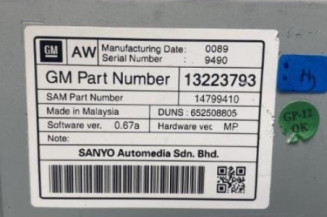 GM AW Manufacturing Date: 0089
Serial Number : 9490
GM Part Number 13223793
SAM Part Number 14799410
Made in Malaysia DUNS : 652508805
Software ver. 0.67a Hardware ver. MP
Note:
SANYO Automedia Sdn. Bhd.
GP-12
OK